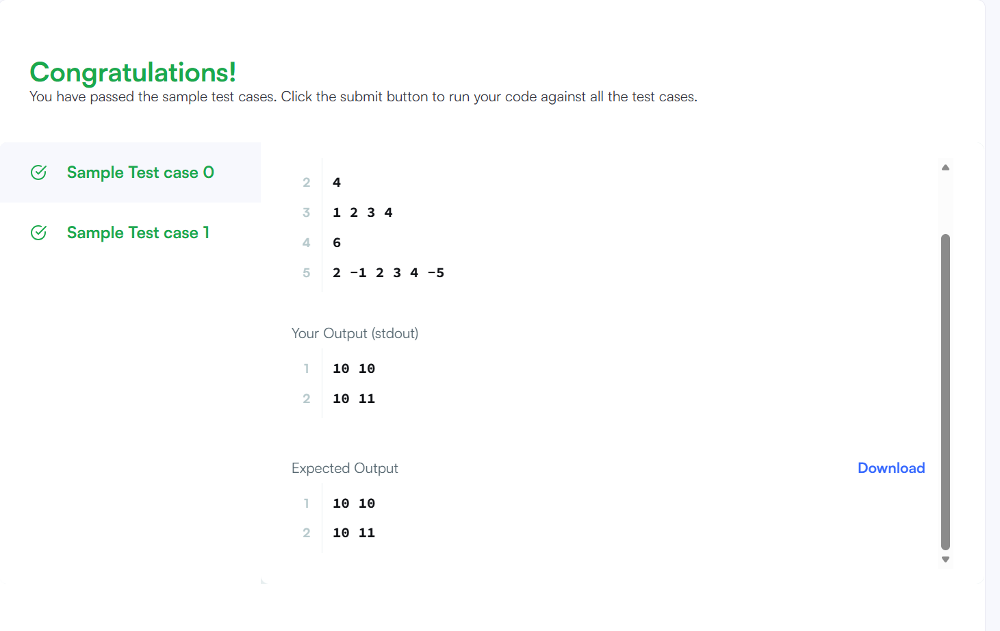 Congratulations!
You have passed the sample test cases. Click the submit button to run your code against all the test cases.
Sample Test case 0
Sample Test case 1
2 4
3 1 2 3 4
4 6
5 2 −1 2 3 4 −5
Your Output (stdout)
1 10 10
2 10 11
Expected Output
Download
1 10 10
2 10 11